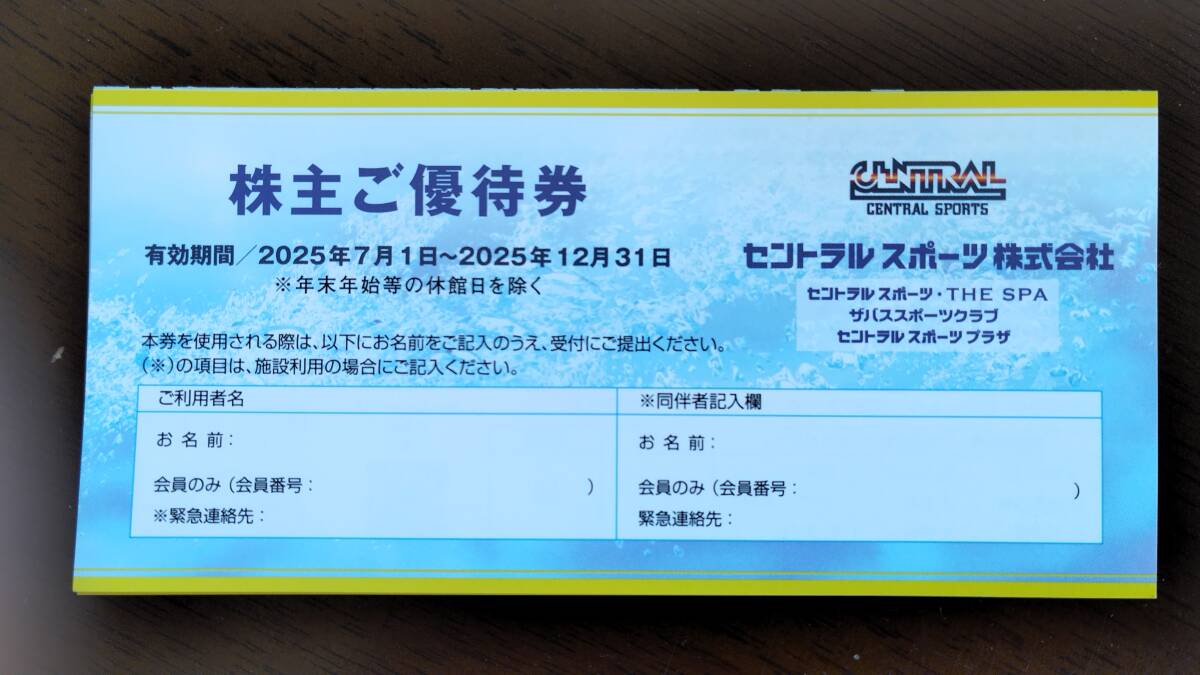 株主ご優待券
有効期間／2025年7月1日～2025年12月31日
※年末年始等の休館日を除く
CENTRAL
CENTRAL SPORTS
セントラルスポーツ株式会社
セントラルスポーツ・THE SPA
ザバススポーツクラブ
セントラルスポーツプラザ
本券を使用される際は、以下にお名前をご記入のうえ、受付にご提出ください。
（※）の項目は、施設利用の場合にご記入ください。
ご利用者名
お名前：
会員のみ（会員番号：　　　）
※緊急連絡先：
※同伴者記入欄
お名前：
会員のみ（会員番号：　　　）
緊急連絡先：